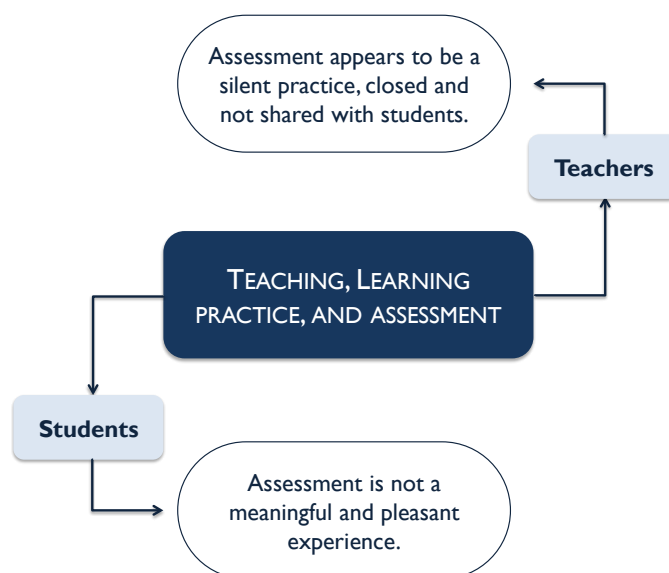 Assessment appears to be a
silent practice, closed and
not shared with students.
Teachers
TEACHING, LEARNING
PRACTICE, AND ASSESSMENT
Students
Assessment is not a
meaningful and pleasant
experience.